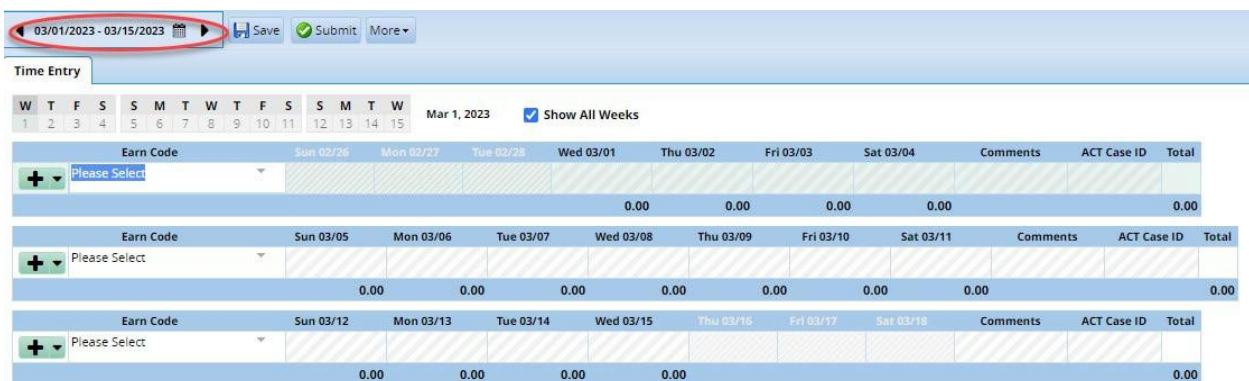 03/01/2023 - 03/15/2023 Save Submit More
Time Entry
W T F S S M T W T F S S M T W
Mar 1, 2023 Show All Weeks
1 2 3 4 5 6 7 8 9 10 11 12 13 14 15
Earn Code Sun 02/26 Mon 02/27 Tue 02/28 Wed 03/01 Thu 03/02 Fri 03/03 Sat 03/04 Comments ACT Case ID Total
Please Select
0.00 0.00 0.00 0.00 0.00
Earn Code Sun 03/05 Mon 03/06 Tue 03/07 Wed 03/08 Thu 03/09 Fri 03/10 Sat 03/11 Comments ACT Case ID Total
Please Select
0.00 0.00 0.00 0.00 0.00 0.00 0.00 0.00
Earn Code Sun 03/12 Mon 03/13 Tue 03/14 Wed 03/15 Thu 03/16 Fri 03/17 Sat 03/18 Comments ACT Case ID Total
Please Select
0.00 0.00 0.00 0.00 0.00